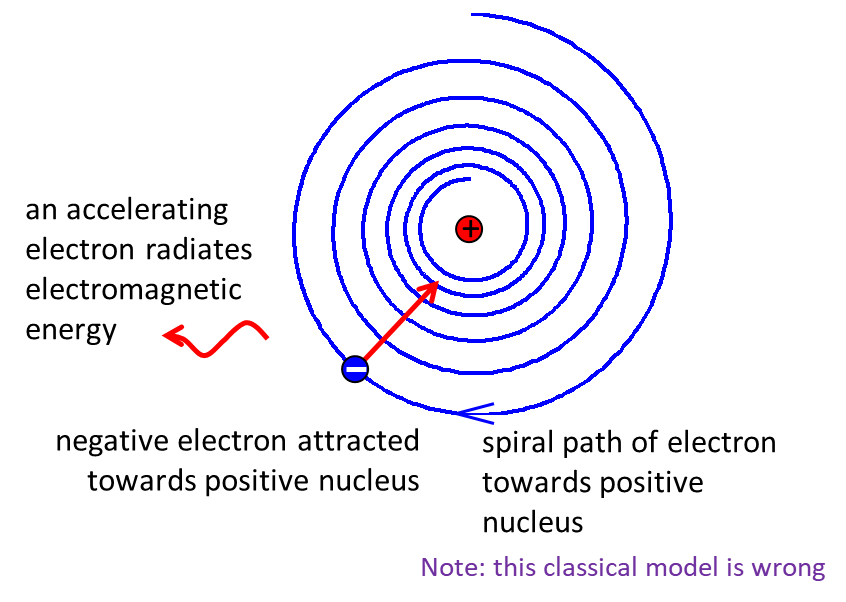 an accelerating
electron radiates
electromagnetic
energy
+
−
negative electron attracted
towards positive nucleus
spiral path of electron
towards positive
nucleus
Note: this classical model is wrong